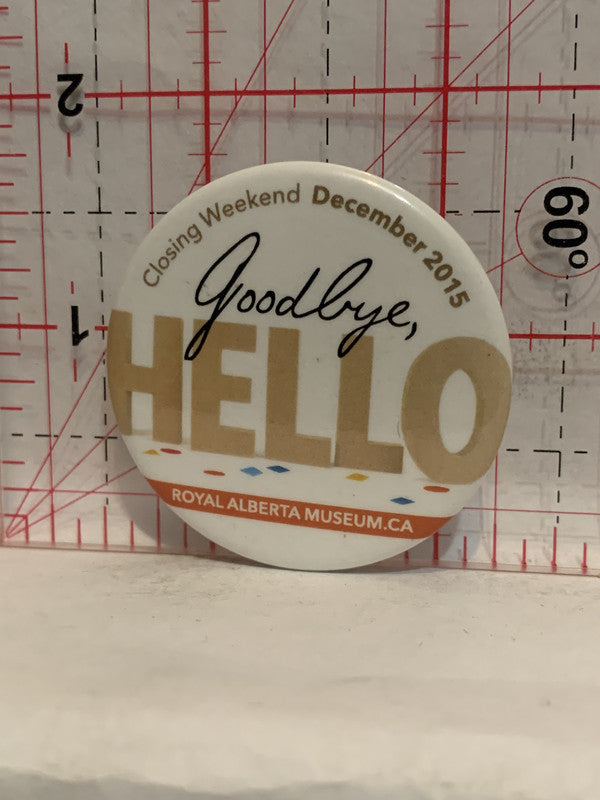 Closing Weekend December 2015
Goodbye,
HELLO
ROYAL ALBERTA MUSEUM.CA
2
1
60°